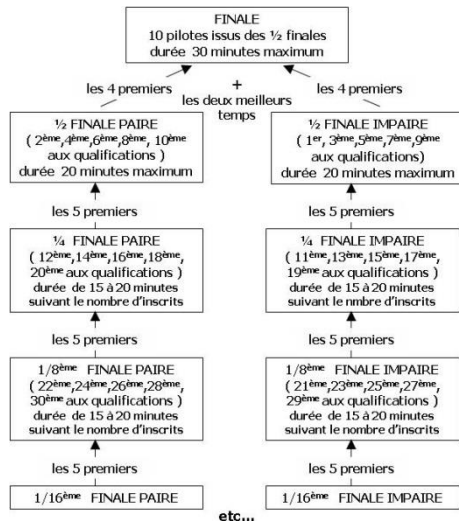 FINALE
10 pilotes issus des ½ finales
durée 30 minutes maximum
les 4 premiers
+
les 4 premiers
les deux meilleurs
temps
½ FINALE PAIRE
( 2ème,4ème,6ème,8ème, 10ème
aux qualifications )
durée 20 minutes maximum
½ FINALE IMPAIRE
( 1er, 3ème,5ème,7ème,9ème
aux qualifications)
durée 20 minutes maximum
les 5 premiers
les 5 premiers
¼ FINALE PAIRE
( 12ème,14ème,16ème,18ème,
20ème aux qualifications )
durée de 15 à 20 minutes
suivant le nombre d'inscrits
¼ FINALE IMPAIRE
( 11ème,13ème,15ème,17ème,
19ème aux qualifications )
durée de 15 à 20 minutes
suivant le nmbre d'inscrits
les 5 premiers
les 5 premiers
1/8ème FINALE PAIRE
( 22ème,24ème,26ème,28ème,
30ème aux qualifications )
durée de 15 à 20 minutes
suivant le nombre d'inscrits
1/8ème FINALE IMPAIRE
( 21ème,23ème,25ème,27ème,
29ème aux qualifications )
durée de 15 à 20 minutes
suivant le nombre d'inscrits
les 5 premiers
les 5 premiers
1/16ème FINALE PAIRE
1/16ème FINALE IMPAIRE
etc...